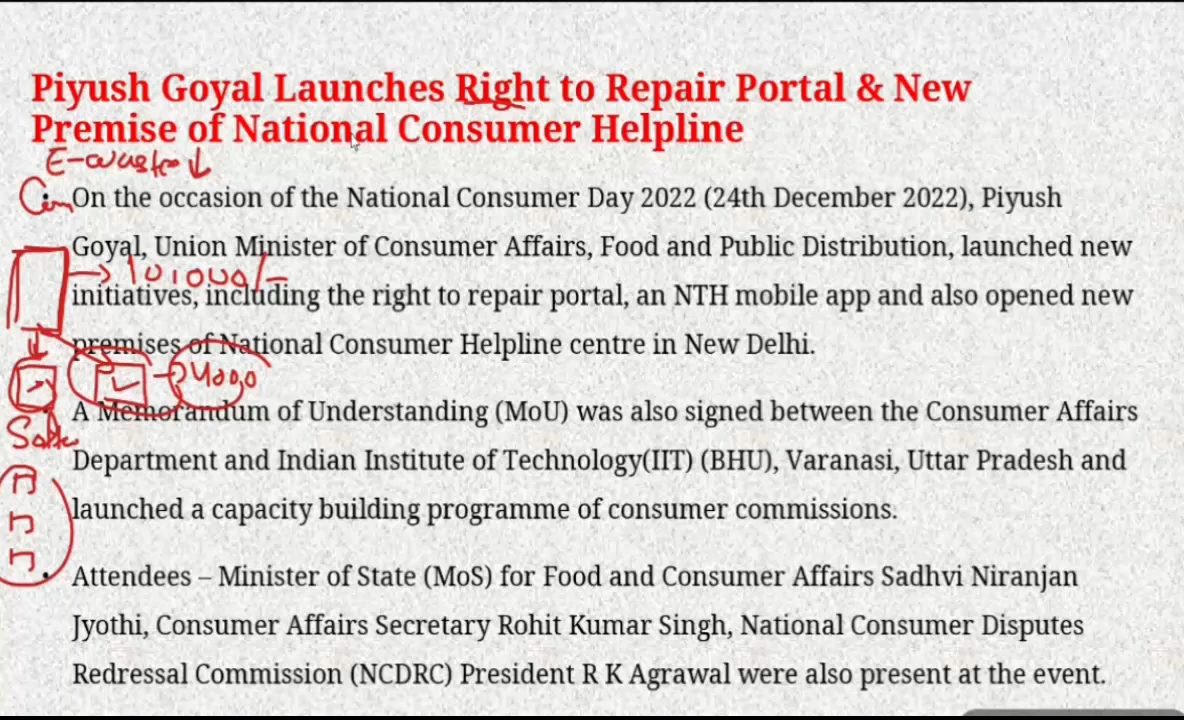 Piyush Goyal Launches Right to Repair Portal & New
Premise of National Consumer Helpline
E-waste ↓
• On the occasion of the National Consumer Day 2022 (24th December 2022), Piyush
Goyal, Union Minister of Consumer Affairs, Food and Public Distribution, launched new
initiatives, including the right to repair portal, an NTH mobile app and also opened new
premises of National Consumer Helpline centre in New Delhi.
• A Memorandum of Understanding (MoU) was also signed between the Consumer Affairs
Department and Indian Institute of Technology(IIT) (BHU), Varanasi, Uttar Pradesh and
launched a capacity building programme of consumer commissions.
• Attendees – Minister of State (MoS) for Food and Consumer Affairs Sadhvi Niranjan
Jyothi, Consumer Affairs Secretary Rohit Kumar Singh, National Consumer Disputes
Redressal Commission (NCDRC) President R K Agrawal were also present at the event.